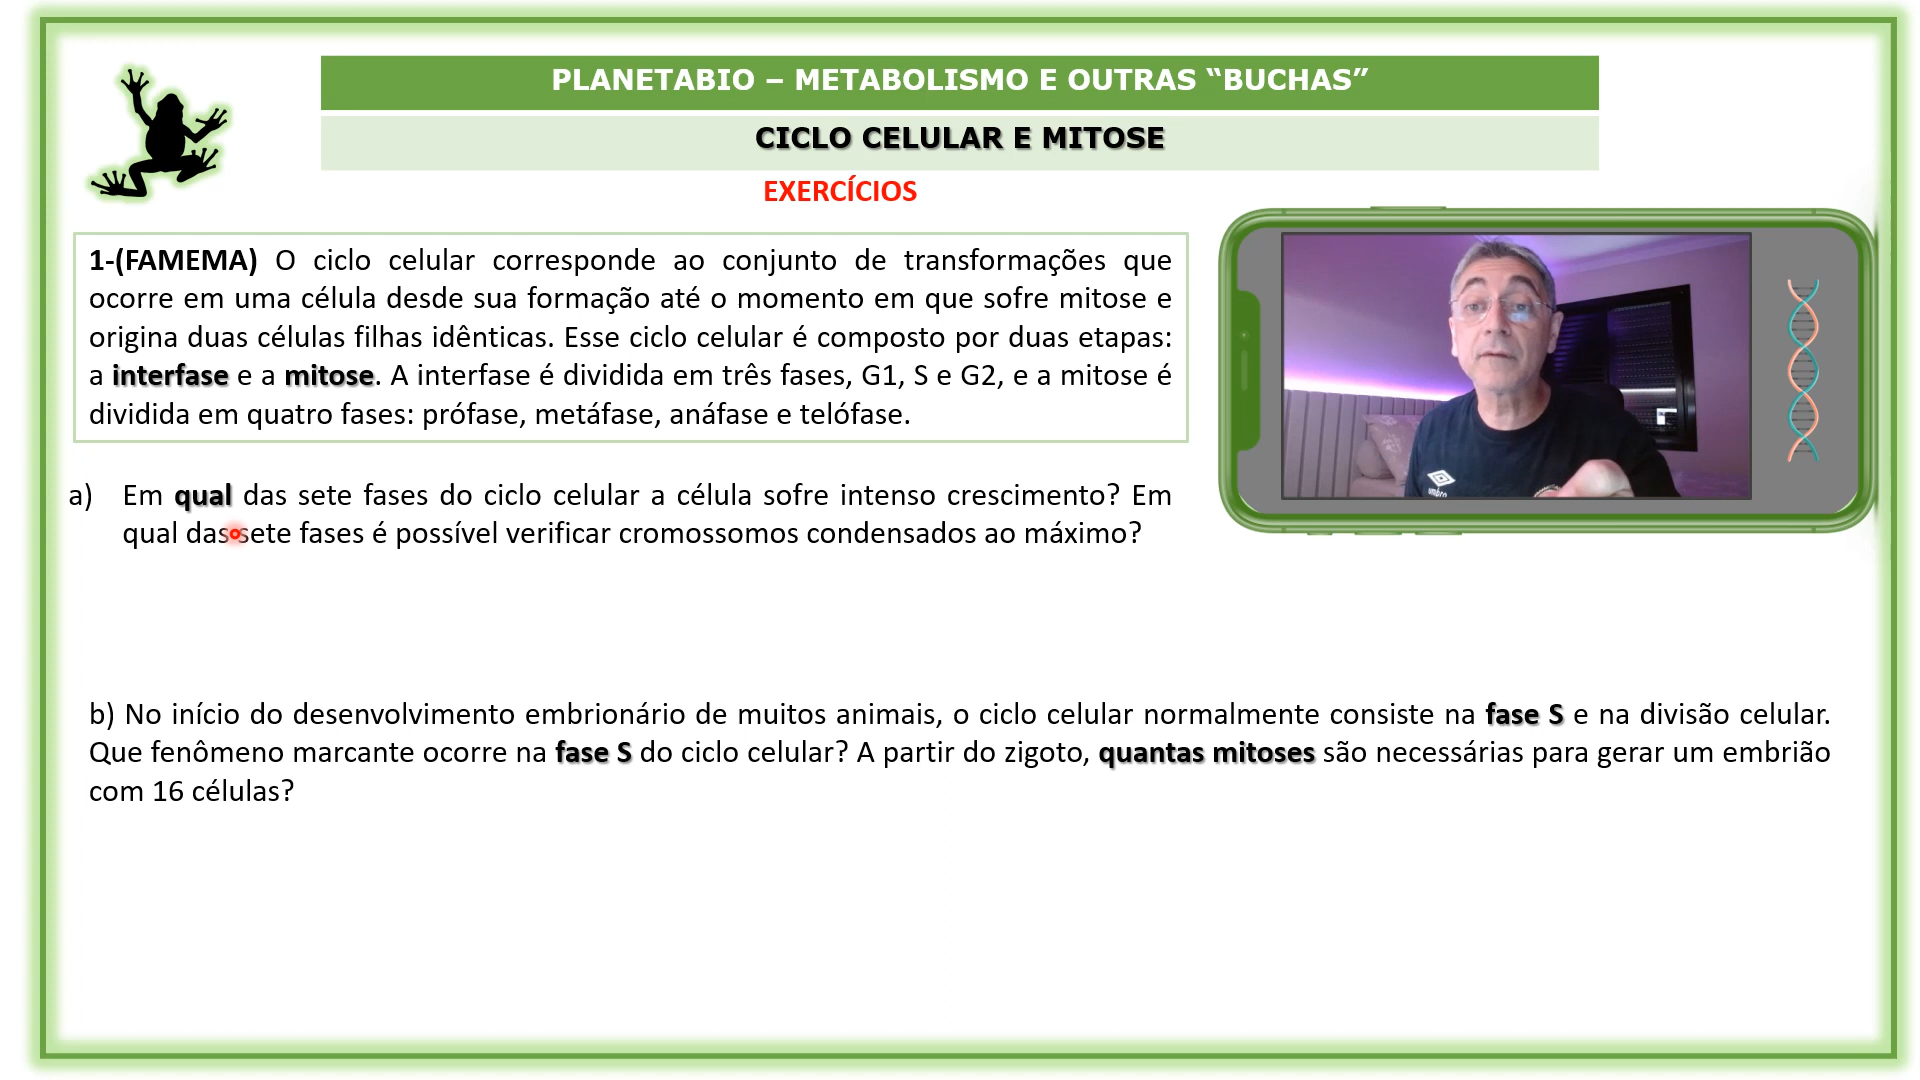 PLANETABIO – METABOLISMO E OUTRAS “BUCHAS”
CICLO CELULAR E MITOSE
EXERCÍCIOS
1-(FAMEMA) O ciclo celular corresponde ao conjunto de transformações que
ocorre em uma célula desde sua formação até o momento em que sofre mitose e
origina duas células filhas idênticas. Esse ciclo celular é composto por duas etapas:
a interfase e a mitose. A interfase é dividida em três fases, G1, S e G2, e a mitose é
dividida em quatro fases: prófase, metáfase, anáfase e telófase.
a) Em qual das sete fases do ciclo celular a célula sofre intenso crescimento? Em
qual das sete fases é possível verificar cromossomos condensados ao máximo?
umbro
b) No início do desenvolvimento embrionário de muitos animais, o ciclo celular normalmente consiste na fase S e na divisão celular.
Que fenômeno marcante ocorre na fase S do ciclo celular? A partir do zigoto, quantas mitoses são necessárias para gerar um embrião
com 16 células?